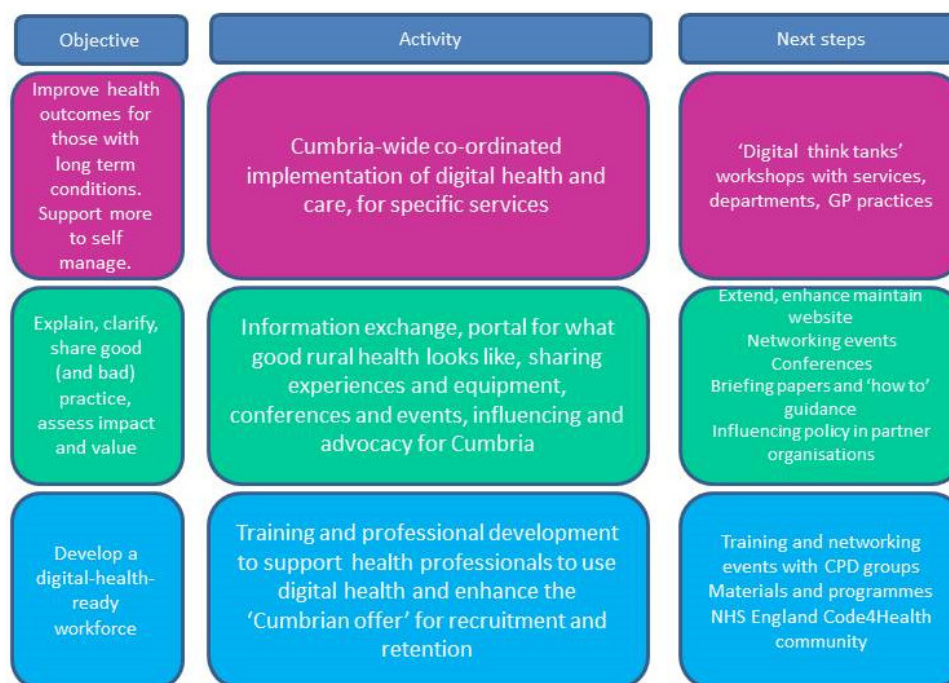 Objective
Activity
Next steps
Improve health
outcomes for
those with
long term
conditions.
Support more
to self
manage.
Cumbria-wide co-ordinated
implementation of digital health and
care, for specific services
‘Digital think tanks’
workshops with services,
departments, GP practices
Explain, clarify,
share good
(and bad)
practice,
assess impact
and value
Information exchange, portal for what
good rural health looks like, sharing
experiences and equipment,
conferences and events, influencing and
advocacy for Cumbria
Extend, enhance maintain
website
Networking events
Conferences
Briefing papers and ‘how to’
guidance
Influencing policy in partner
organisations
Develop a
digital-health-
ready
workforce
Training and professional development
to support health professionals to use
digital health and enhance the
‘Cumbrian offer’ for recruitment and
retention
Training and networking
events with CPD groups
Materials and programmes
NHS England Code4Health
community